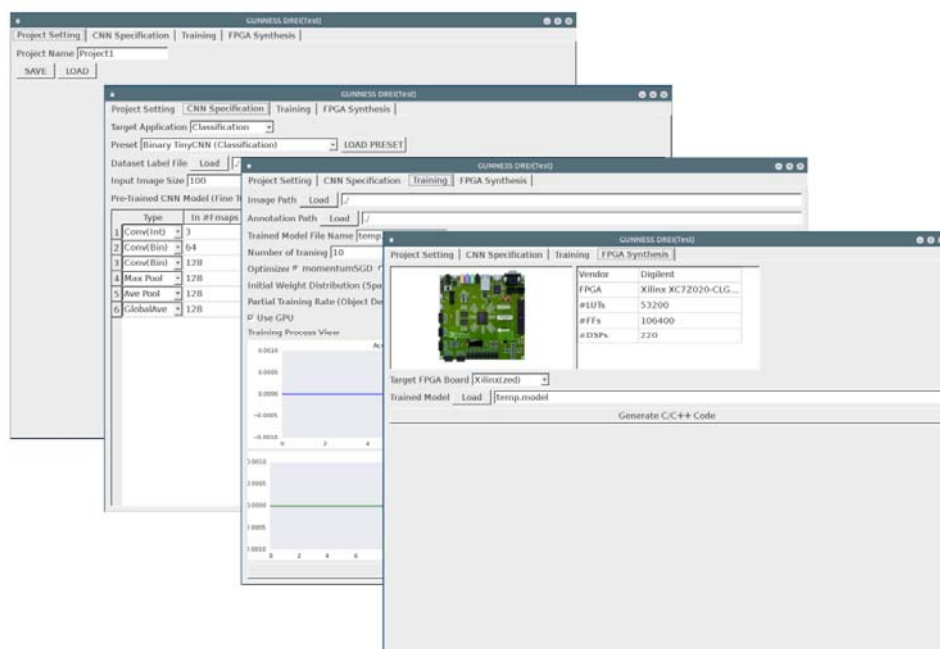 GUNNESS DREI(Test)
Project Setting CNN Specification Training FPGA Synthesis
Project Name Project1
SAVE LOAD
GUNNESS DREI(Test)
Project Setting CNN Specification Training FPGA Synthesis
Target Application Classification
Preset Binary TinyCNN (Classification) LOAD PRESET
Dataset Label File Load ./
Input Image Size 100
Pre-Trained CNN Model (Fine
Type In #Fmaps
1 Conv(Int) 3
2 Conv(Bin) 64
3 Conv(Bin) 128
4 Max Pool 128
5 Ave Pool 128
6 GlobalAve 128
GUNNESS DREI(Test)
Project Setting CNN Specification Training FPGA Synthesis
Image Path Load ./
Annotation Path Load ./
Trained Model File Name temp.
Number of traning 10
Optimizer momentumSGD
Initial Weight Distribution (Spa
Partial Training Rate (Object De
Use GPU
Training Process View
0.0010
0.0005
0.0000
−0.0005
−0.0010
0 2 4
0.0010
0.0005
0.0000
0.0005
0.0010
0 2 4 6
GUNNESS DREI(Test)
Project Setting CNN Specification Training FPGA Synthesis
Vendor Digilent
FPGA Xilinx XC7Z020-CLG...
#LUTs 53200
#FFs 106400
#DSPs 220
Target FPGA Board Xilinx(zed)
Trained Model Load temp.model
Generate C/C++ Code